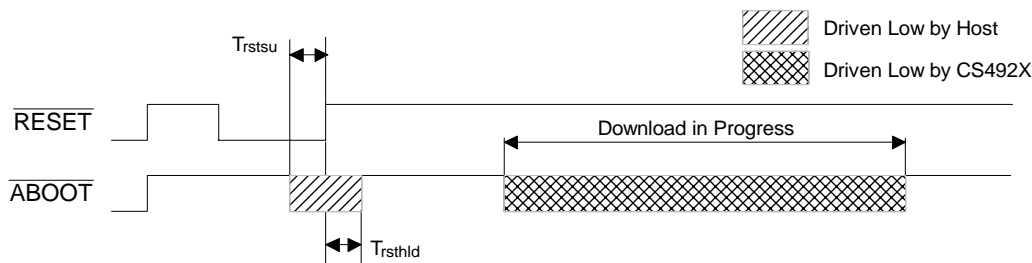 Driven Low by Host
Trstsu
Driven Low by CS492X
RESET
Download in Progress
ABOOT
Trsthld